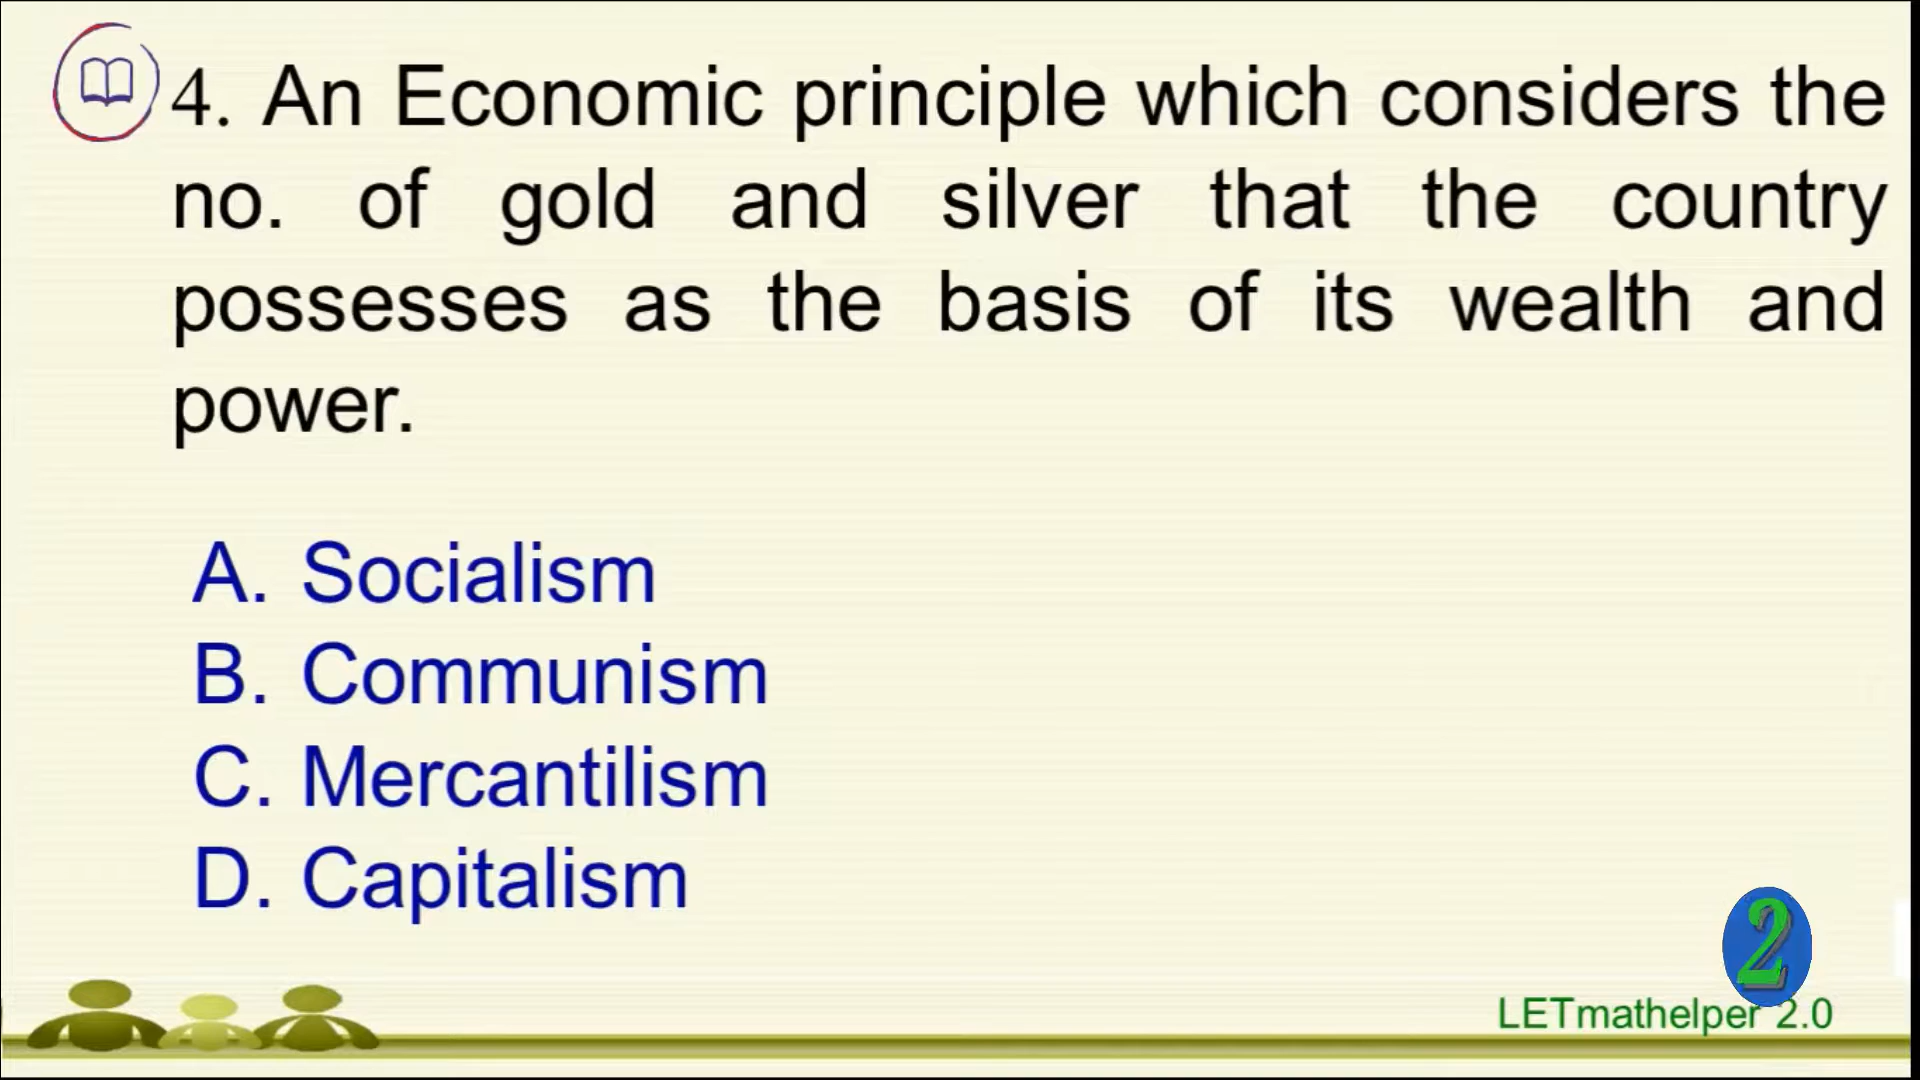 4. An Economic principle which considers the
no. of gold and silver that the country
possesses as the basis of its wealth and
power.
A. Socialism
B. Communism
C. Mercantilism
D. Capitalism
2
LETmathelper 2.0